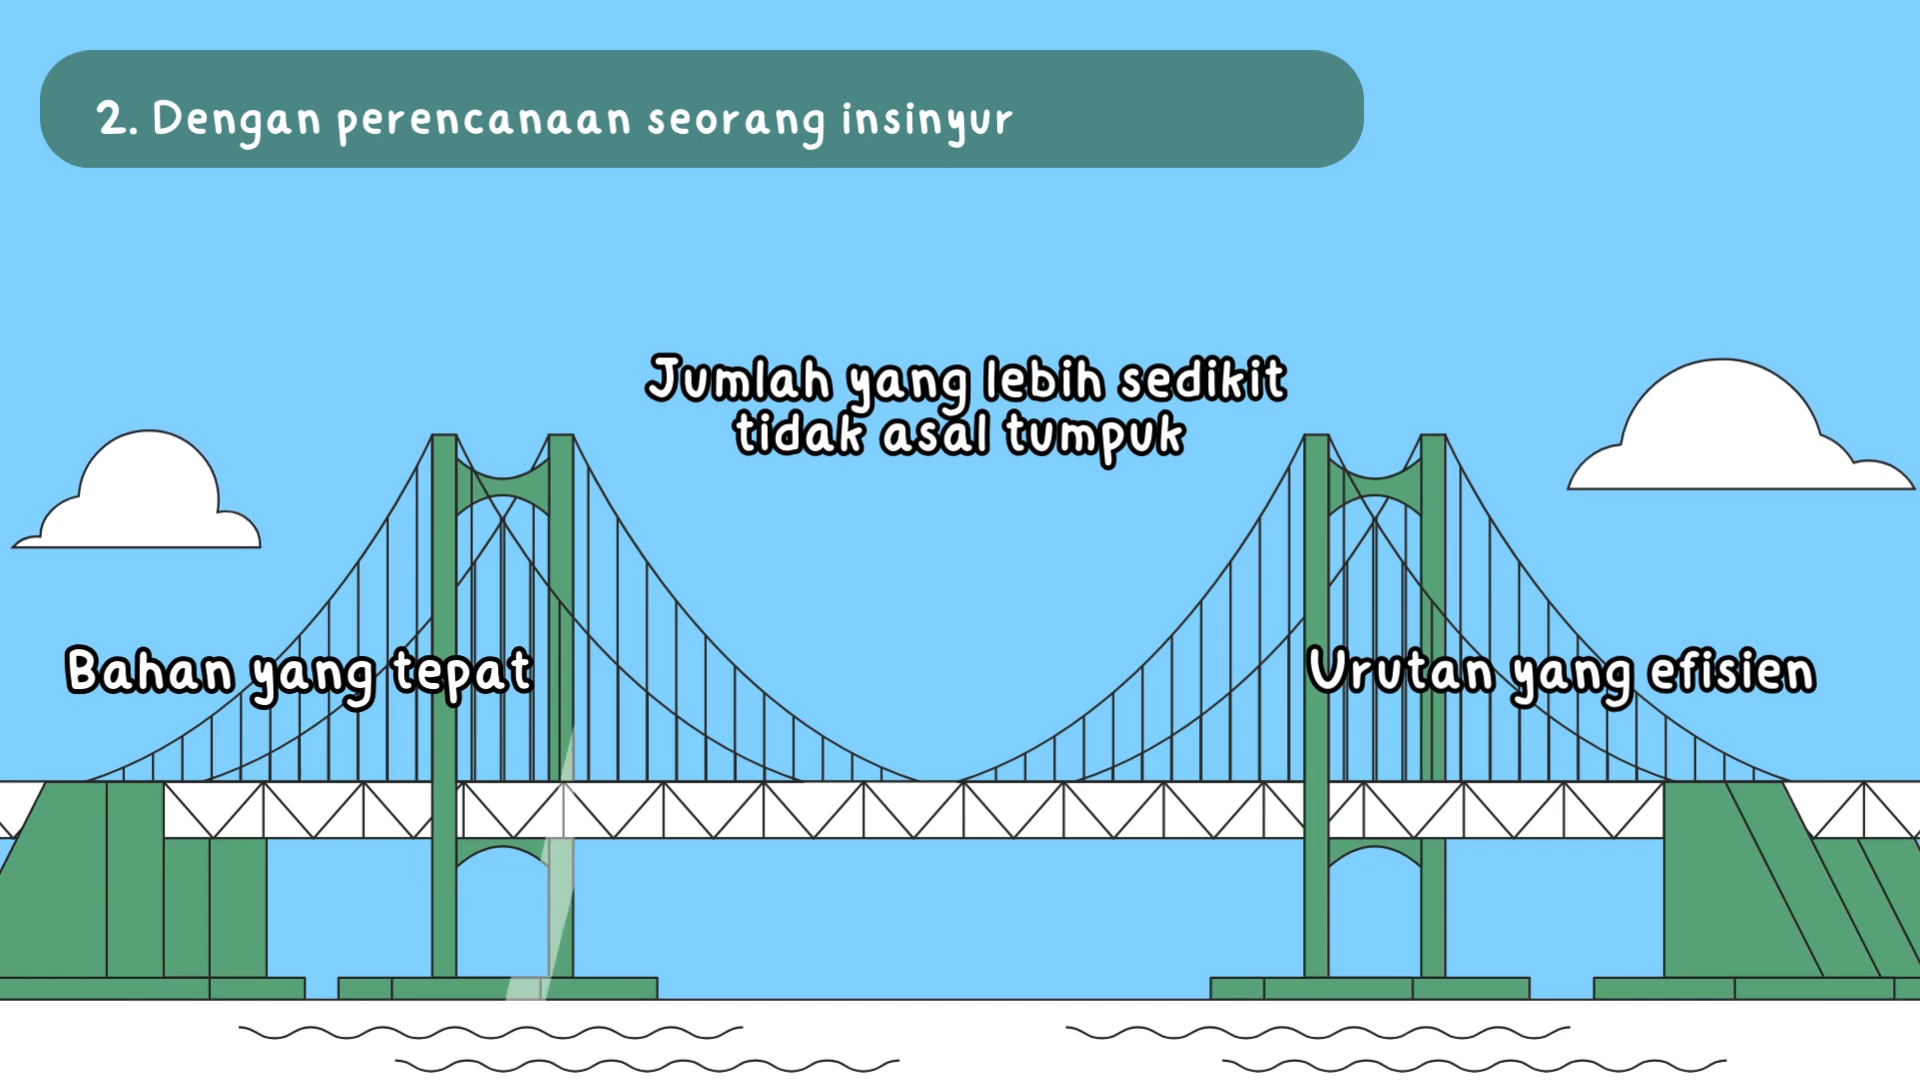 2. Dengan perencanaan seorang insinyur
Jumlah yang lebih sedikit
tidak asal tumpuk
Bahan yang tepat
Urutan yang efisien